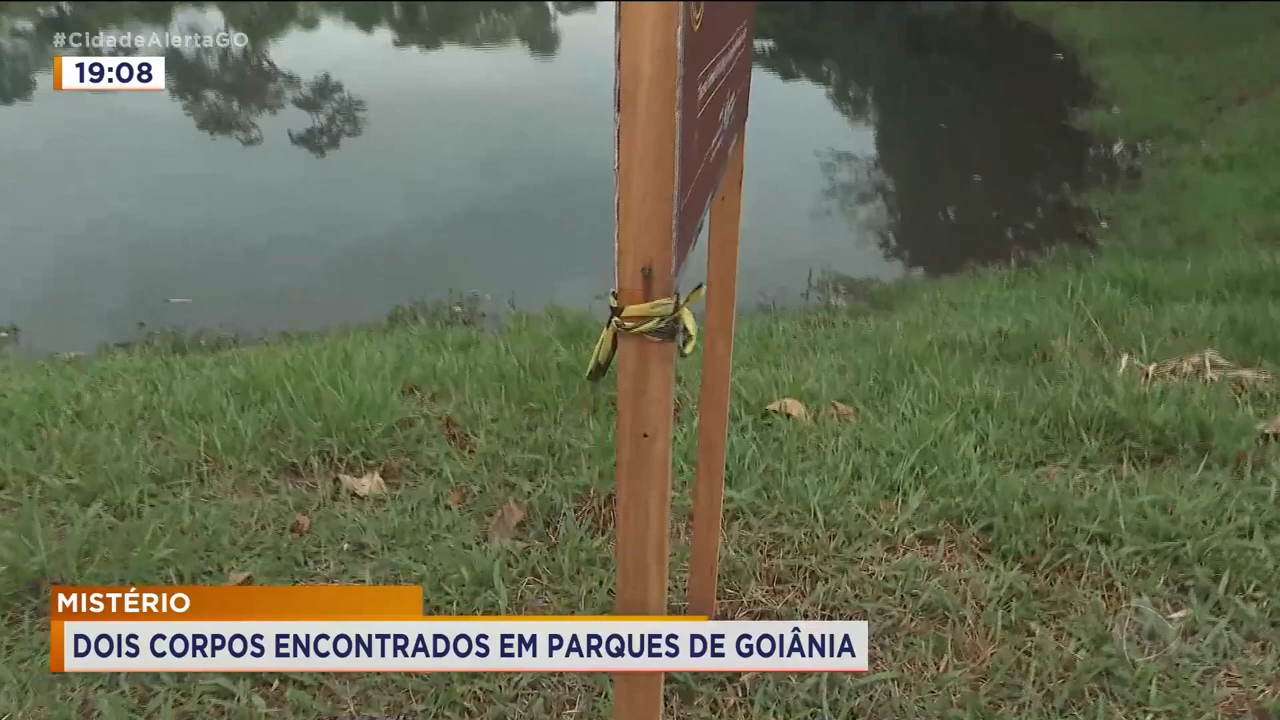 #CidadeAlertaGO
19:08
MISTÉRIO
DOIS CORPOS ENCONTRADOS EM PARQUES DE GOIÂNIA